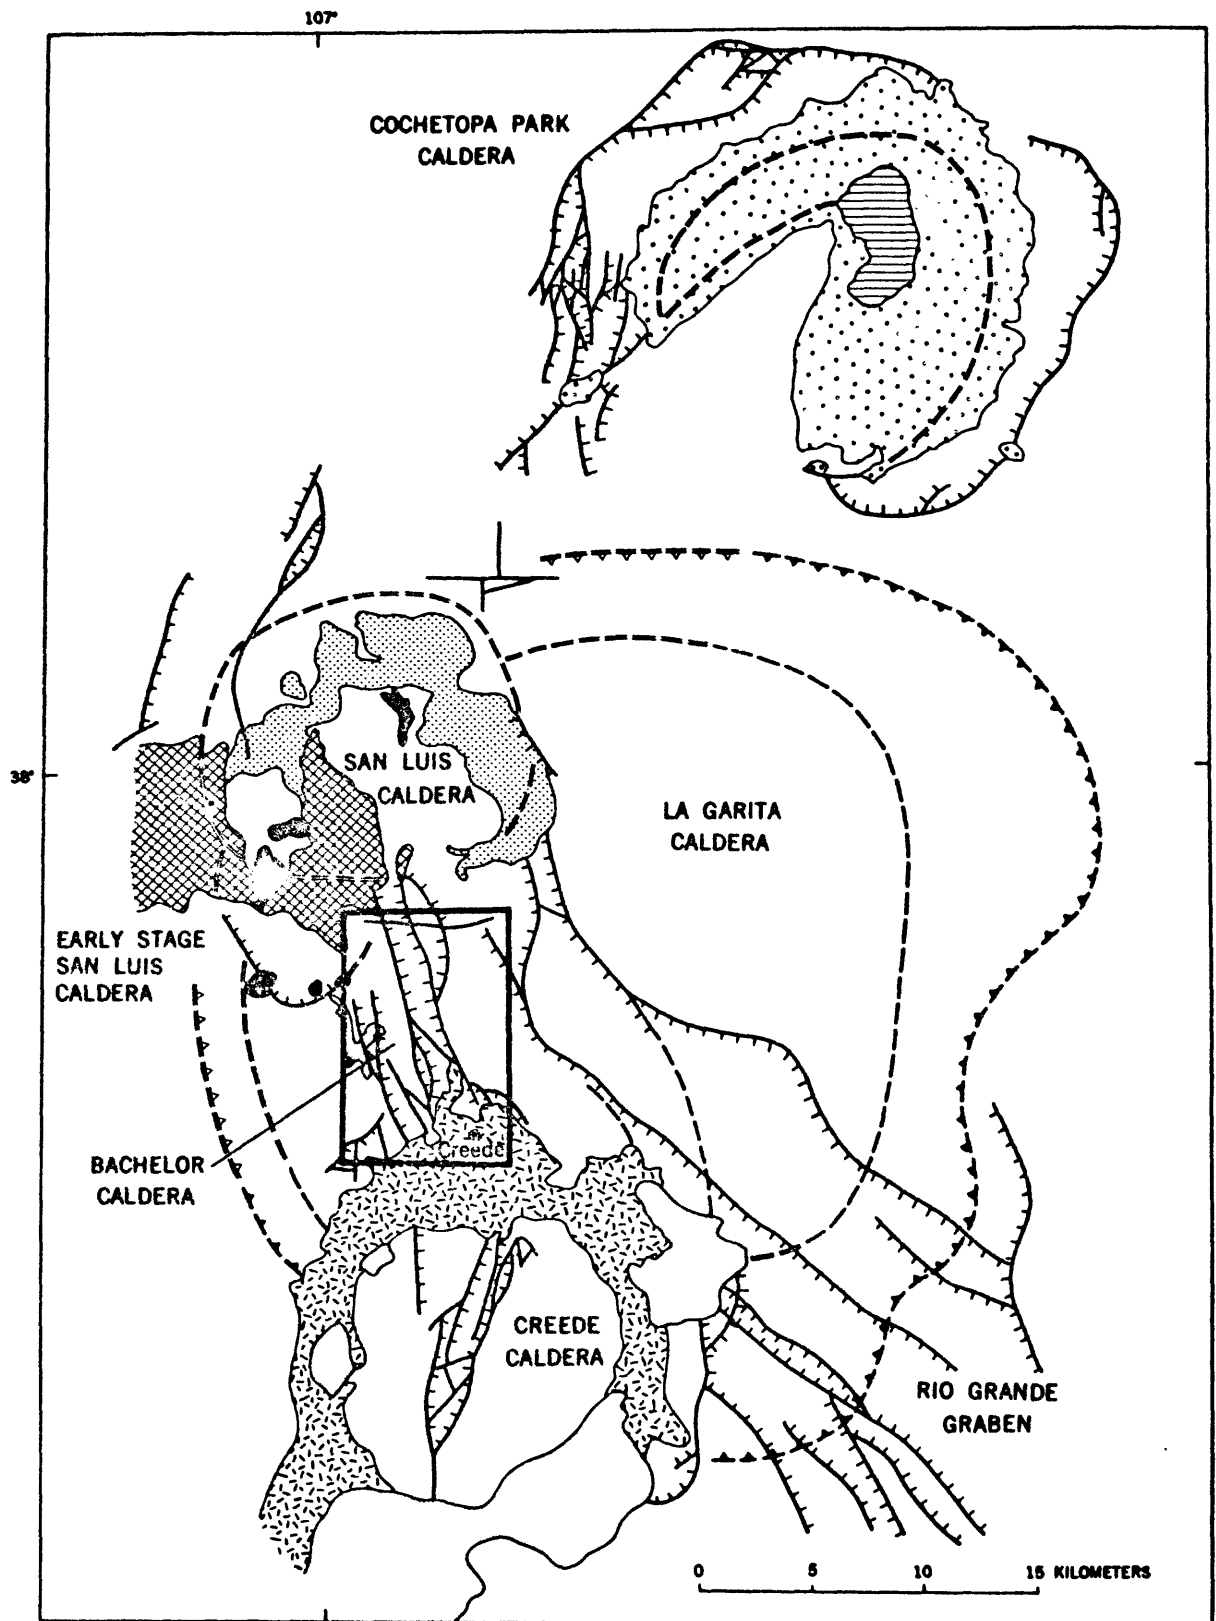 107°
COCHETOPA PARK
CALDERA
38°
SAN LUIS
CALDERA
LA GARITA
CALDERA
EARLY STAGE
SAN LUIS
CALDERA
BACHELOR
CALDERA
Creede
CREEDE
CALDERA
RIO GRANDE
GRABEN
0 5 10 15 KILOMETERS